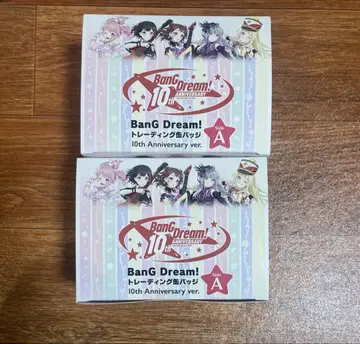 BanG Dream!
10th
ANNIVERSARY
BanG Dream!
トレーディング缶バッジ
10th Anniversary ver.
Side
A
BanG Dream!
10th
ANNIVERSARY
BanG Dream!
トレーディング缶バッジ
10th Anniversary ver.
Side
A